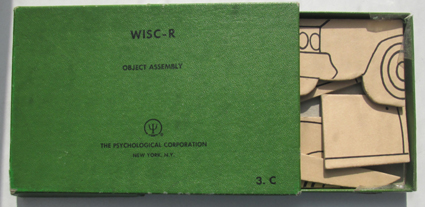 WISC-R
OBJECT ASSEMBLY
THE PSYCHOLOGICAL CORPORATION
NEW YORK, N.Y.
3. C